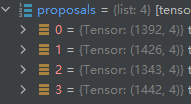 proposals = {list: 4} [tensor
0 = {Tensor: (1392, 4)} t
1 = {Tensor: (1426, 4)} t
2 = {Tensor: (1343, 4)} t
3 = {Tensor: (1442, 4)} t